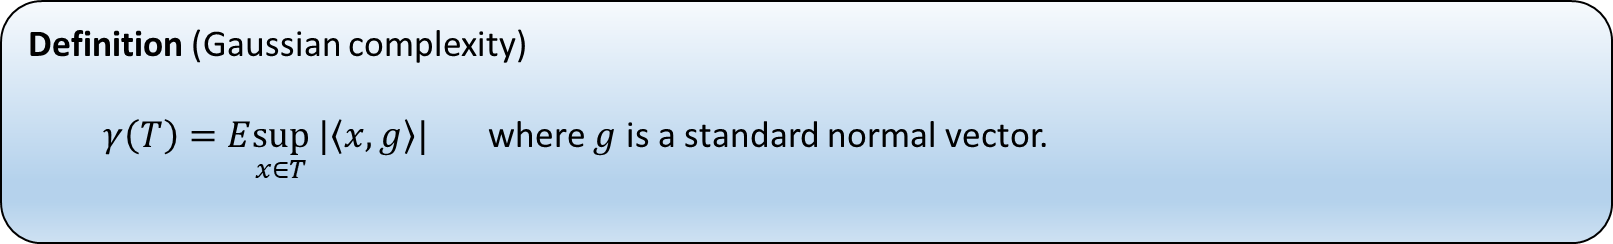 Definition (Gaussian complexity)
γ(T) = E sup |⟨x, g⟩| where g is a standard normal vector.
x∈T